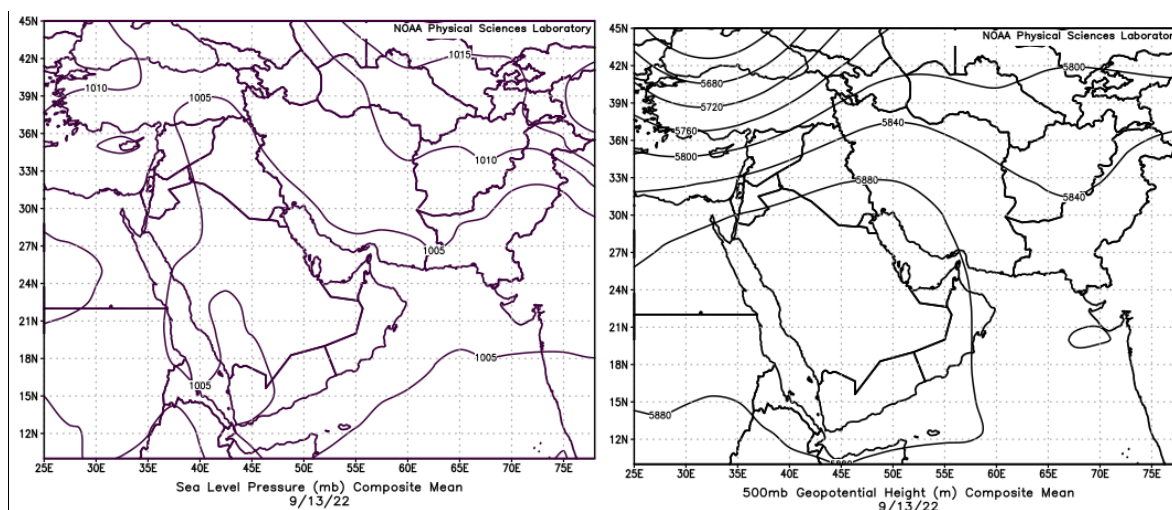 NOAA Physical Sciences Laboratory
45N
42N
39N
36N
33N
30N
27N
24N
21N
18N
15N
12N
1015
1010
1005
1010
1005
1005
1005
25E 30E 35E 40E 45E 50E 55E 60E 65E 70E 75E
Sea Level Pressure (mb) Composite Mean
9/13/22
NOAA Physical Sciences Laborator
45N
42N
39N
36N
33N
30N
27N
24N
21N
18N
15N
12N
5800
5680
5720
5760
5840
5800
5880
5840
5880
5880
25E 30E 35E 40E 45E 50E 55E 60E 65E 70E 75E
500mb Geopotential Height (m) Composite Mean
9/13/22